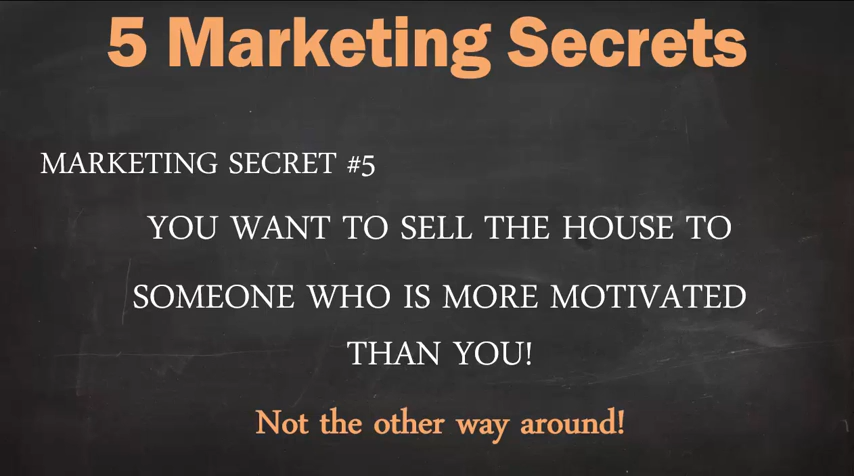 5 Marketing Secrets
MARKETING SECRET #5
YOU WANT TO SELL THE HOUSE TO
SOMEONE WHO IS MORE MOTIVATED
THAN YOU!
Not the other way around!